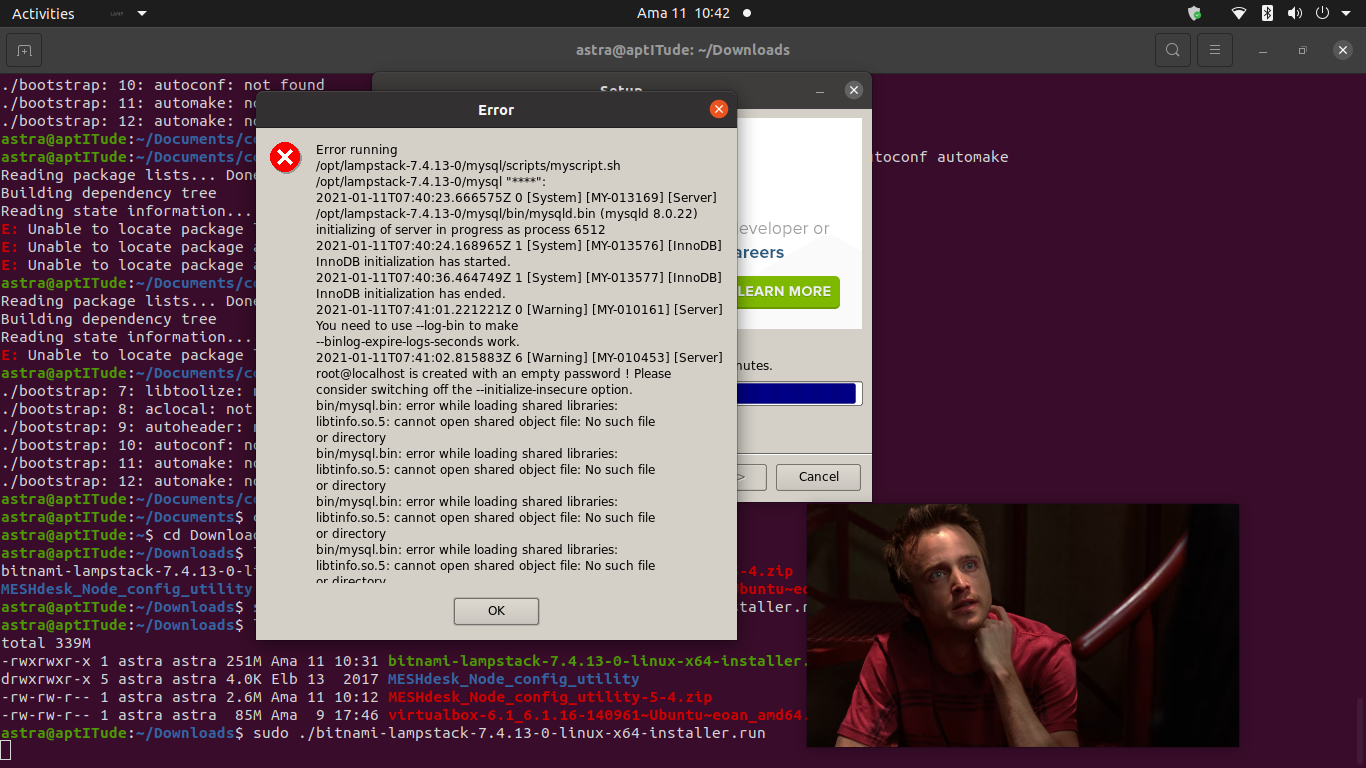 Activities
Ama 11 10:42
astra@aptITude: ~/Downloads
./bootstrap: 10: autoconf: not found
./bootstrap: 11: automake:
./bootstrap: 12: automake:
astra@aptITude:~/Documents/
astra@aptITude:~/Documents/
toconf automake
Reading package lists... Done
Building dependency tree
Reading state information...
E: Unable to locate package
E: Unable to locate package
E: Unable to locate package
astra@aptITude:~/Documents/
Reading package lists... Done
Building dependency tree
Reading state information...
E: Unable to locate package
astra@aptITude:~/Documents/
./bootstrap: 7: libtoolize:
./bootstrap: 8: aclocal: not
./bootstrap: 9: autoheader:
./bootstrap: 10: autoconf:
./bootstrap: 11: automake:
./bootstrap: 12: automake:
astra@aptITude:~/Documents/
astra@aptITude:~/Documents$
astra@aptITude:~$ cd Downloa
astra@aptITude:~/Downloads$
bitnami-lampstack-7.4.13-0-li
-4.zip
MESHdesk_Node_config_utility
buntu~eo
astra@aptITude:~/Downloads$
staller.r
astra@aptITude:~/Downloads$
total 339M
-rwxrwxr-x 1 astra astra 251M Ama 11 10:31 bitnami-lampstack-7.4.13-0-linux-x64-installer.
drwxrwxr-x 5 astra astra 4.0K Elb 13 2017 MESHdesk_Node_config_utility
-rw-rw-r-- 1 astra astra 2.6M Ama 11 10:12 MESHdesk_Node_config_utility-5-4.zip
-rw-rw-r-- 1 astra astra 85M Ama 9 17:46 virtualbox-6.1_6.1.16-140961~Ubuntu~eoan_amd64.
astra@aptITude:~/Downloads$ sudo ./bitnami-lampstack-7.4.13-0-linux-x64-installer.run
Setup
eveloper or
areers
LEARN MORE
nutes.
>
Cancel
Error
Error running
/opt/lampstack-7.4.13-0/mysql/scripts/myscript.sh
/opt/lampstack-7.4.13-0/mysql "****":
2021-01-11T07:40:23.666575Z 0 [System] [MY-013169] [Server]
/opt/lampstack-7.4.13-0/mysql/bin/mysqld.bin (mysqld 8.0.22)
initializing of server in progress as process 6512
2021-01-11T07:40:24.168965Z 1 [System] [MY-013576] [InnoDB]
InnoDB initialization has started.
2021-01-11T07:40:36.464749Z 1 [System] [MY-013577] [InnoDB]
InnoDB initialization has ended.
2021-01-11T07:41:01.221221Z 0 [Warning] [MY-010161] [Server]
You need to use --log-bin to make
--binlog-expire-logs-seconds work.
2021-01-11T07:41:02.815883Z 6 [Warning] [MY-010453] [Server]
root@localhost is created with an empty password ! Please
consider switching off the --initialize-insecure option.
bin/mysql.bin: error while loading shared libraries:
libtinfo.so.5: cannot open shared object file: No such file
or directory
bin/mysql.bin: error while loading shared libraries:
libtinfo.so.5: cannot open shared object file: No such file
or directory
bin/mysql.bin: error while loading shared libraries:
libtinfo.so.5: cannot open shared object file: No such file
or directory
bin/mysql.bin: error while loading shared libraries:
libtinfo.so.5: cannot open shared object file: No such file
or directory
OK